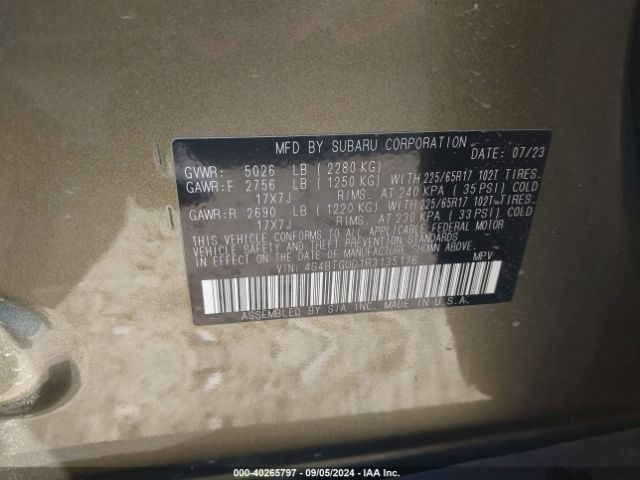 MFD BY SUBARU CORPORATION
DATE: 07/23
GVWR: 5026 LB ( 2280 KG)
GAWR:F 2756 LB ( 1250 KG) WITH 225/65R17 102T TIRES.
17X7J RIMS. AT 240 KPA ( 35 PSI) COLD
GAWR:R 2690 LB ( 1220 KG) WITH 225/65R17 102T TIRES.
17X7J RIMS. AT 230 KPA ( 33 PSI) COLD
THIS VEHICLE CONFORMS TO ALL APPLICABLE FEDERAL MOTOR
VEHICLE SAFETY AND THEFT PREVENTION STANDARDS
IN EFFECT ON THE DATE OF MANUFACTURE SHOWN ABOVE.
VIN: 4S4BTGUD1R3135176 MPV
ASSEMBLED BY SIA INC. MADE IN U.S.A.
000-40265797 - 09/05/2024 - IAA Inc.